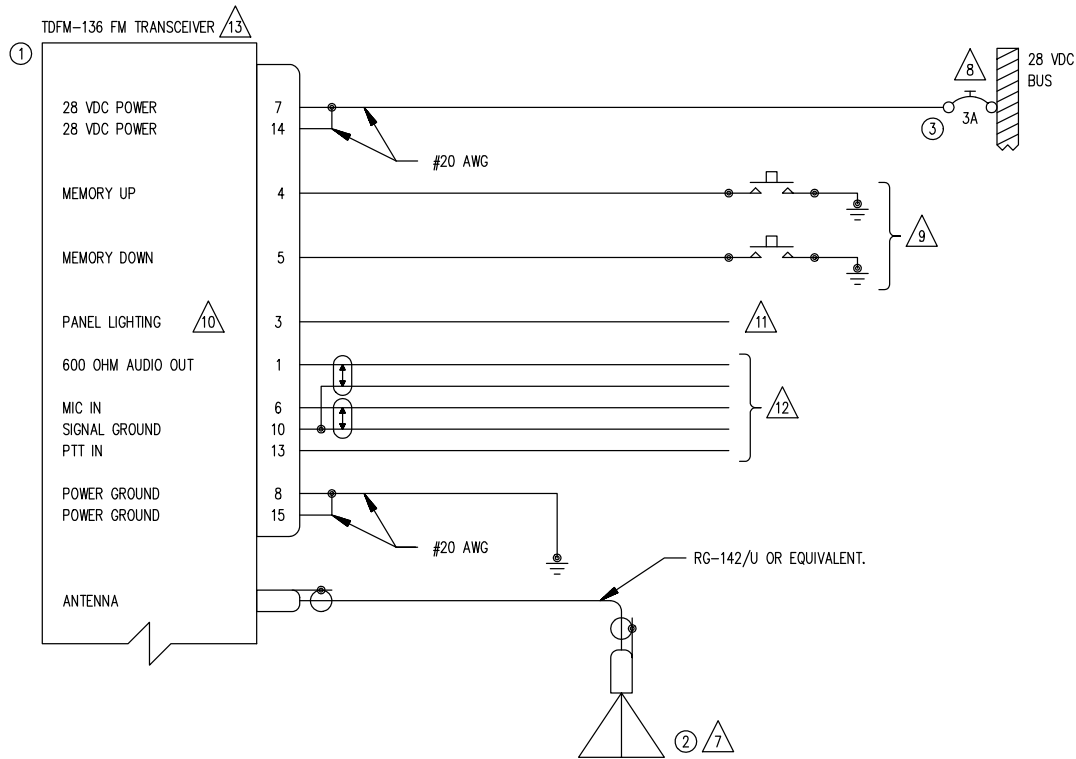 TDFM-136 FM TRANSCEIVER 13
1
8
28 VDC
BUS
28 VDC POWER 7
3A
3
28 VDC POWER 14
#20 AWG
MEMORY UP 4
9
MEMORY DOWN 5
PANEL LIGHTING 10 3 11
600 OHM AUDIO OUT 1
MIC IN 6
12
SIGNAL GROUND 10
PTT IN 13
POWER GROUND 8
POWER GROUND 15
#20 AWG
RG-142/U OR EQUIVALENT.
ANTENNA
2 7